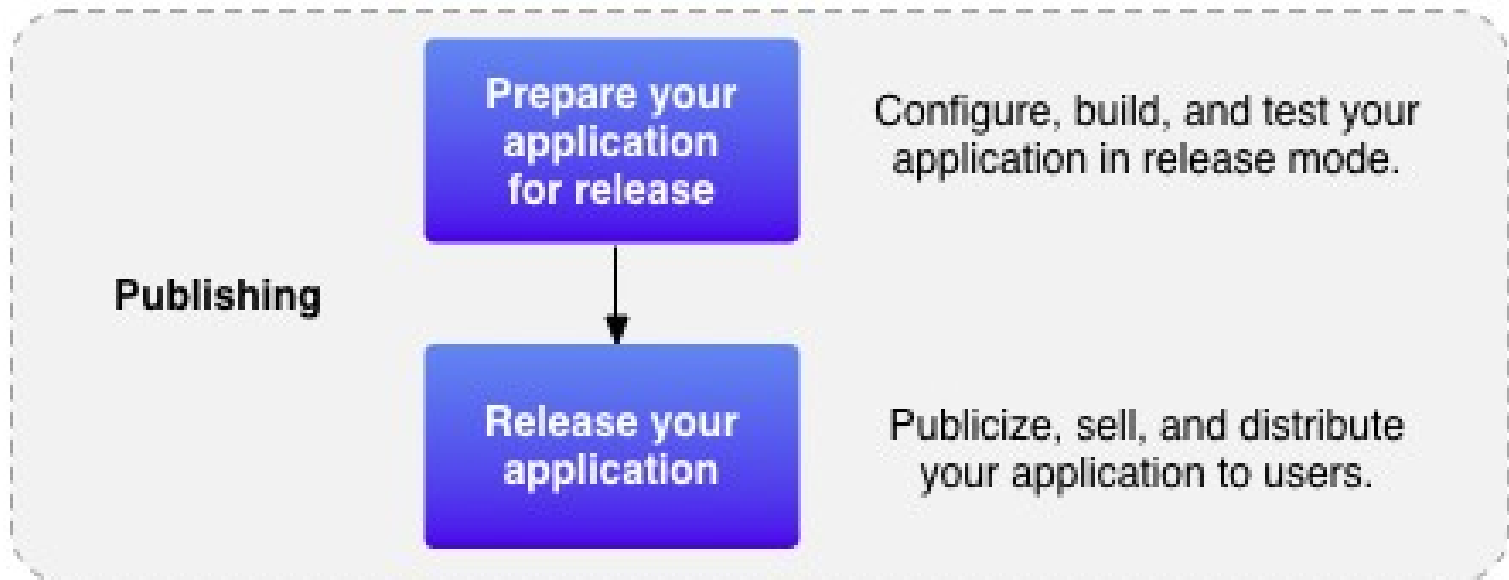 Prepare your
application
for release
Configure, build, and test your
application in release mode.
Publishing
Release your
application
Publicize, sell, and distribute
your application to users.